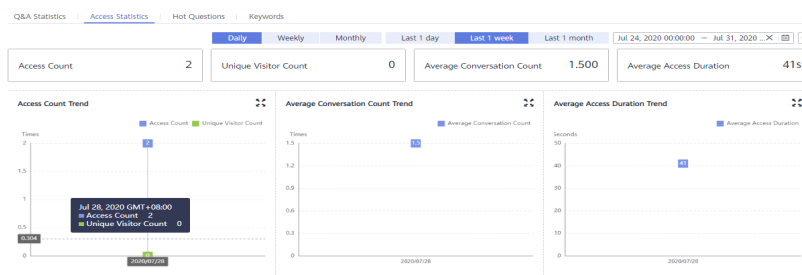 Q&A Statistics Access Statistics Hot Questions Keywords
Daily Weekly Monthly Last 1 day Last 1 week Last 1 month Jul 24, 2020 00:00:00 — Jul 31, 2020 ...X
Access Count 2 Unique Visitor Count 0 Average Conversation Count 1.500 Average Access Duration 41s
Access Count Trend Average Conversation Count Trend Average Access Duration Trend
Access Count Unique Visitor Count Average Conversation Count Average Access Duration
Times
2
1.5
1
0.5
0.304
0
2
0
2020/07/28
Jul 28, 2020 GMT+08:00
Access Count 2
Unique Visitor Count 0
Times
1.5
1.2
0.9
0.6
0.3
0
1.5
2020/07/28
Seconds
50
40
30
20
10
0
41
2020/07/28